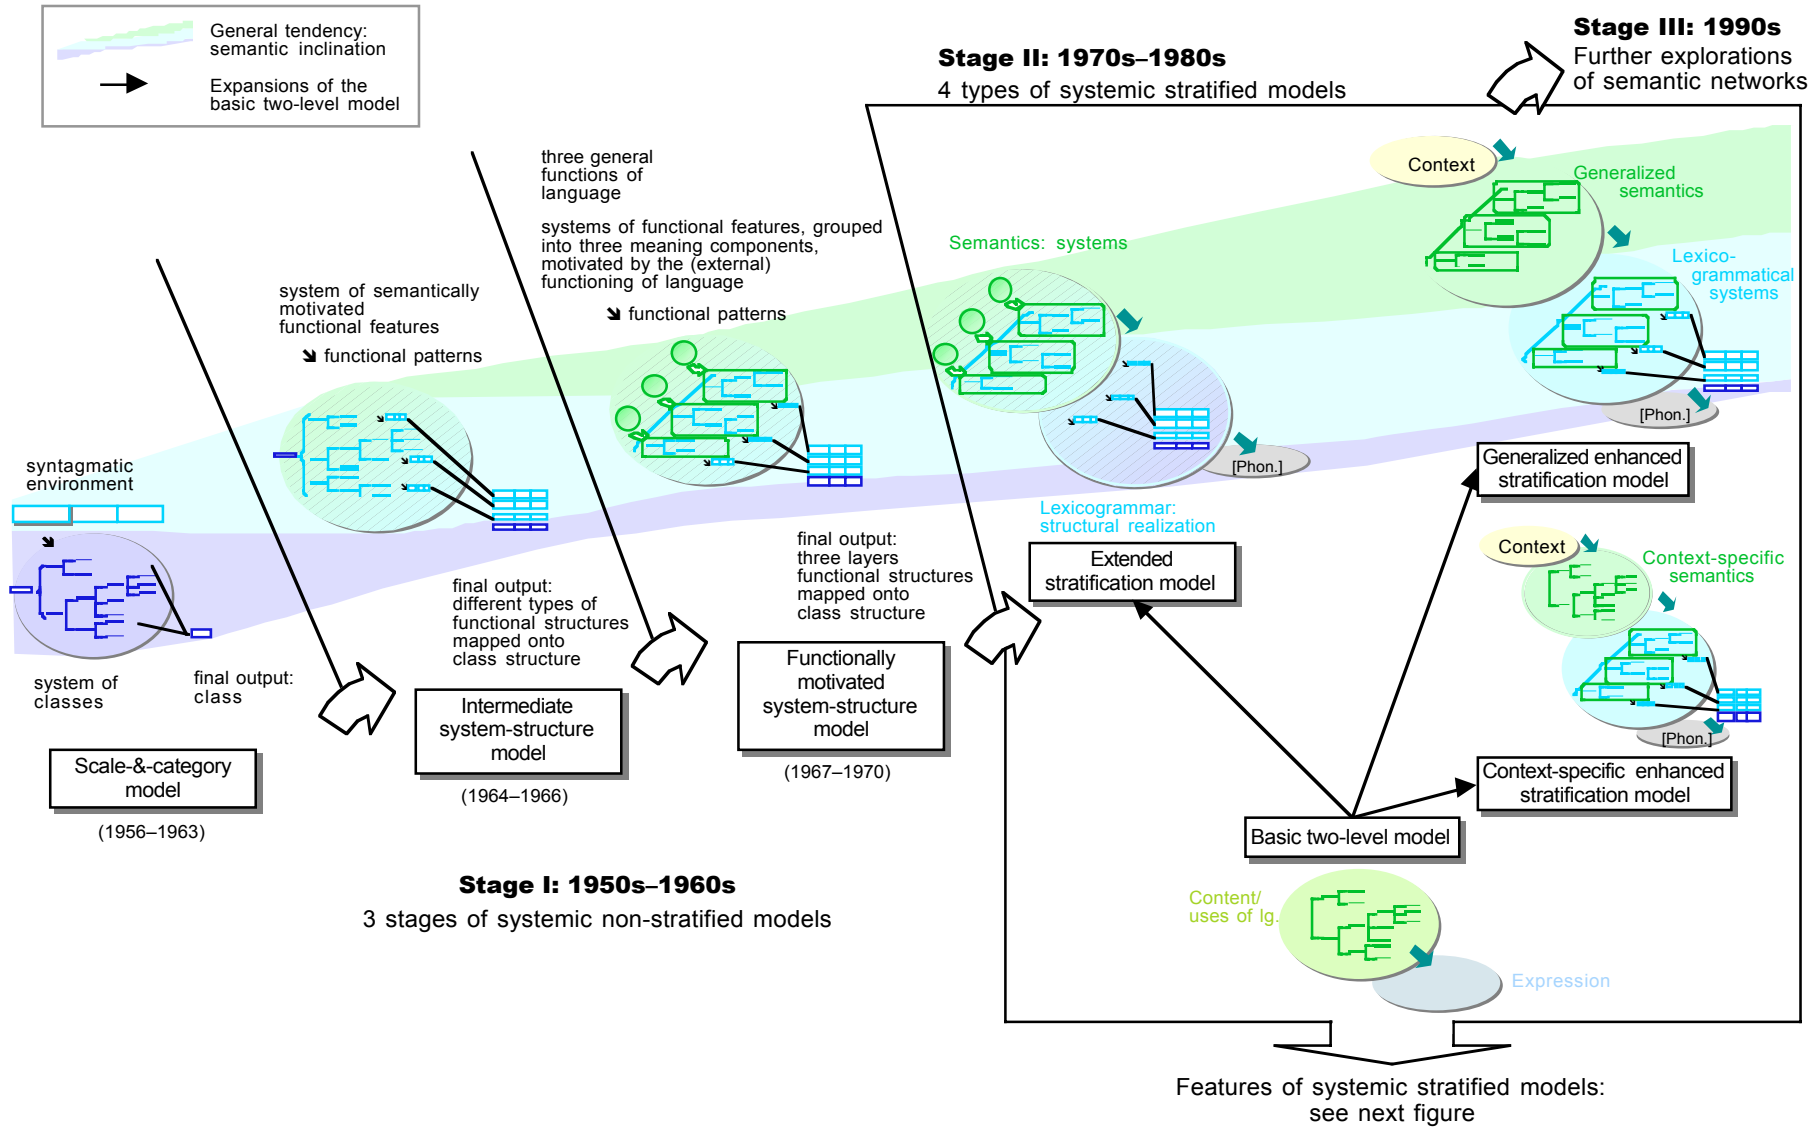 General tendency:
semantic inclination
Expansions of the
basic two-level model
Stage II: 1970s–1980s
4 types of systemic stratified models
Stage III: 1990s
Further explorations
of semantic networks
three general
functions of
language
systems of functional features, grouped
into three meaning components,
motivated by the (external)
functioning of language
functional patterns
system of semantically
motivated
functional features
functional patterns
syntagmatic
environment
Semantics: systems
Context
Generalized
semantics
Lexico-
grammatical
systems
[Phon.]
[Phon.]
Lexicogrammar:
structural realization
Extended
stratification model
Generalized enhanced
stratification model
Context
Context-specific
semantics
[Phon.]
Context-specific enhanced
stratification model
final output:
three layers
functional structures
mapped onto
class structure
final output:
different types of
functional structures
mapped onto
class structure
system of
classes
final output:
class
Scale-&-category
model
(1956–1963)
Intermediate
system-structure
model
(1964–1966)
Functionally
motivated
system-structure
model
(1967–1970)
Basic two-level model
Stage I: 1950s–1960s
3 stages of systemic non-stratified models
Content/
uses of lg.
Expression
Features of systemic stratified models:
see next figure